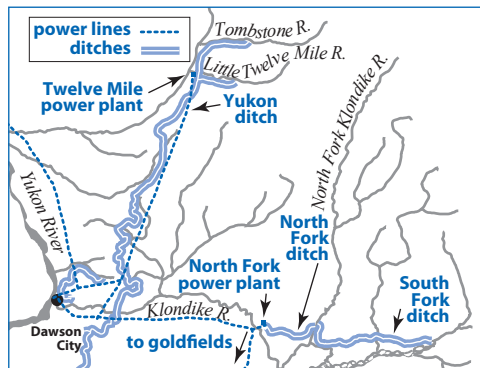 power lines
ditches
Tombstone R.
Little Twelve Mile R.
Twelve Mile
power plant
Yukon
ditch
North Fork Klondike R.
Yukon River
North
Fork
ditch
North Fork
power plant
South
Fork
ditch
Klondike R.
Dawson
City
to goldfields